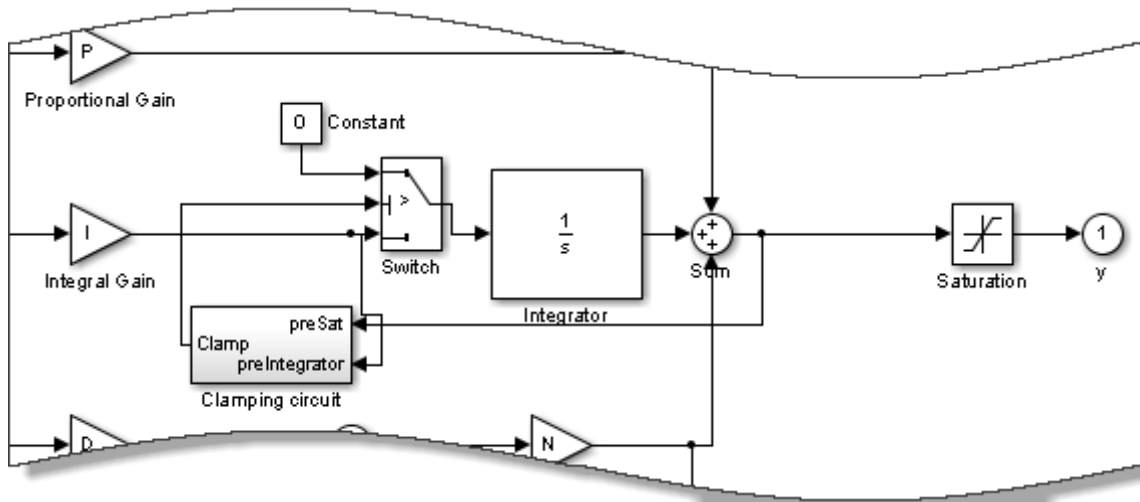 P
Proportional Gain
0
Constant
>
I
Integral Gain
Switch
1
s
Integrator
+
+
+
Sum
Saturation
1
y
preSat
Clamp
preIntegrator
Clamping circuit
D
N